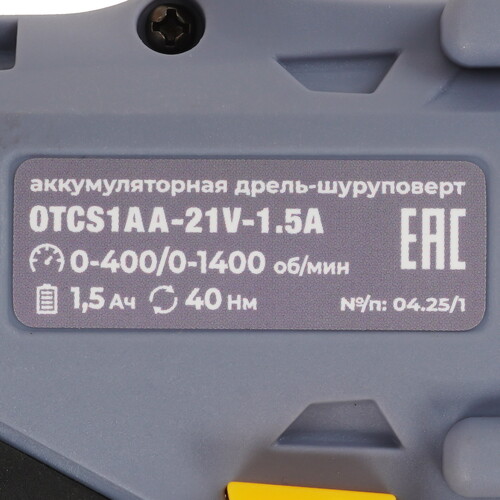 аккумуляторная дрель-шуруповерт
OTCS1AA-21V-1.5A
EAC
0-400/0-1400 об/мин
1,5 Ач 40 Нм
№/п: 04.25/1